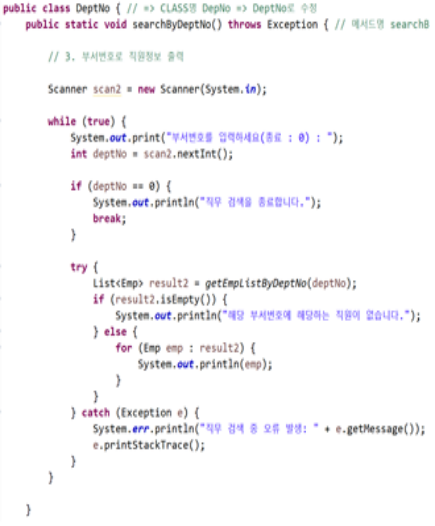 public class DeptNo { // => CLASS명 DepNo => DeptNo로 수정
public static void searchByDeptNo() throws Exception { // 메서드명 searchB
// 3. 부서번호로 직원정보 출력
Scanner scan2 = new Scanner(System.in);
while (true) {
System.out.print("부서번호를 입력하세요(종료 : 0) : ");
int deptNo = scan2.nextInt();
if (deptNo == 0) {
System.out.println("직무 검색을 종료합니다.");
break;
}
try {
List<Emp> result2 = getEmpListByDeptNo(deptNo);
if (result2.isEmpty()) {
System.out.println("해당 부서번호에 해당하는 직원이 없습니다.");
} else {
for (Emp emp : result2) {
System.out.println(emp);
}
}
} catch (Exception e) {
System.err.println("직무 검색 중 오류 발생: " + e.getMessage());
e.printStackTrace();
}
}
}